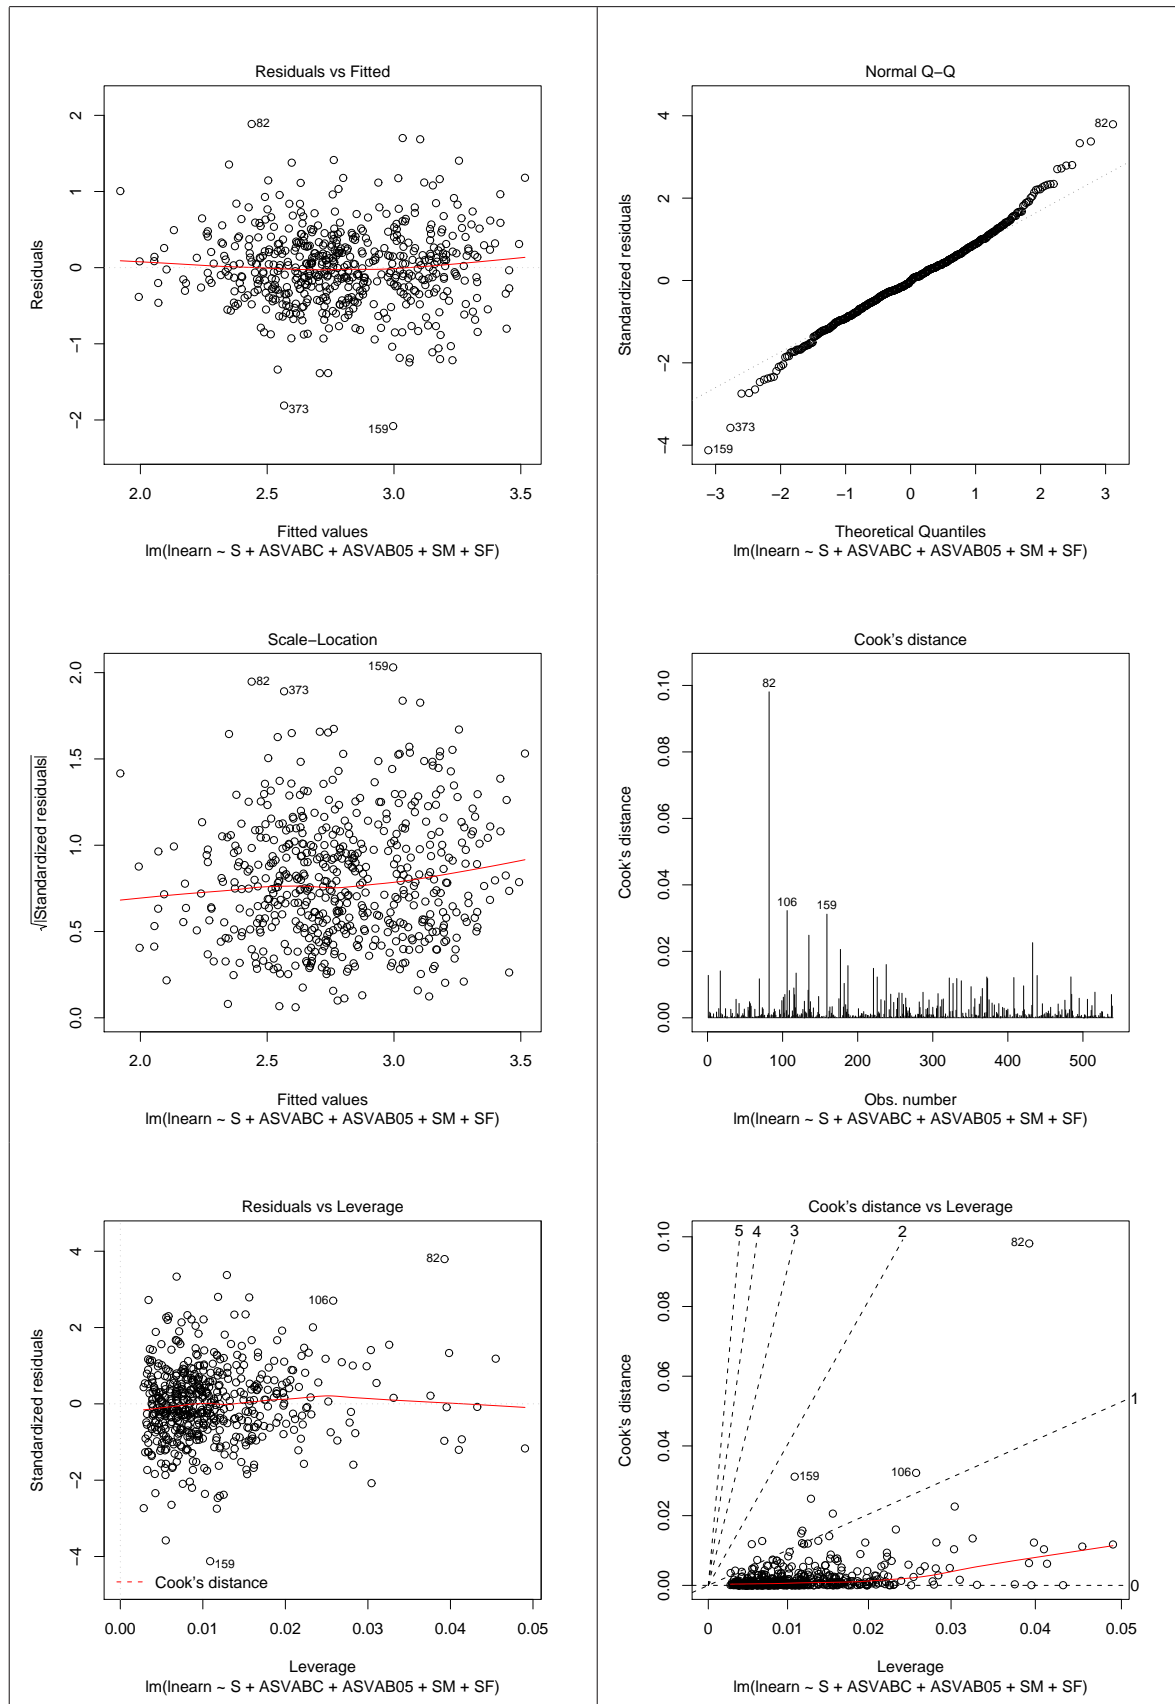 Residuals vs Fitted
2
1
0
−1
−2
Residuals
82
373
159
2.0 2.5 3.0 3.5
Fitted values
lm(lnearn ~ S + ASVABC + ASVAB05 + SM + SF)
Normal Q−Q
4
2
0
−2
−4
Standardized residuals
82
373
159
−3 −2 −1 0 1 2 3
Theoretical Quantiles
lm(lnearn ~ S + ASVABC + ASVAB05 + SM + SF)
Scale−Location
2.0
1.5
1.0
0.5
0.0
√|Standardized residuals|
82
373
159
2.0 2.5 3.0 3.5
Fitted values
lm(lnearn ~ S + ASVABC + ASVAB05 + SM + SF)
Cook's distance
0.10
0.08
0.06
0.04
0.02
0.00
Cook's distance
82
106
159
0 100 200 300 400 500
Obs. number
lm(lnearn ~ S + ASVABC + ASVAB05 + SM + SF)
Residuals vs Leverage
4
2
0
−2
−4
Standardized residuals
82
106
159
Cook's distance
0.00 0.01 0.02 0.03 0.04 0.05
Leverage
lm(lnearn ~ S + ASVABC + ASVAB05 + SM + SF)
Cook's distance vs Leverage
0.10
0.08
0.06
0.04
0.02
0.00
Cook's distance
5 4 3 2
82
1
159
106
0
0 0.01 0.02 0.03 0.04 0.05
Leverage
lm(lnearn ~ S + ASVABC + ASVAB05 + SM + SF)